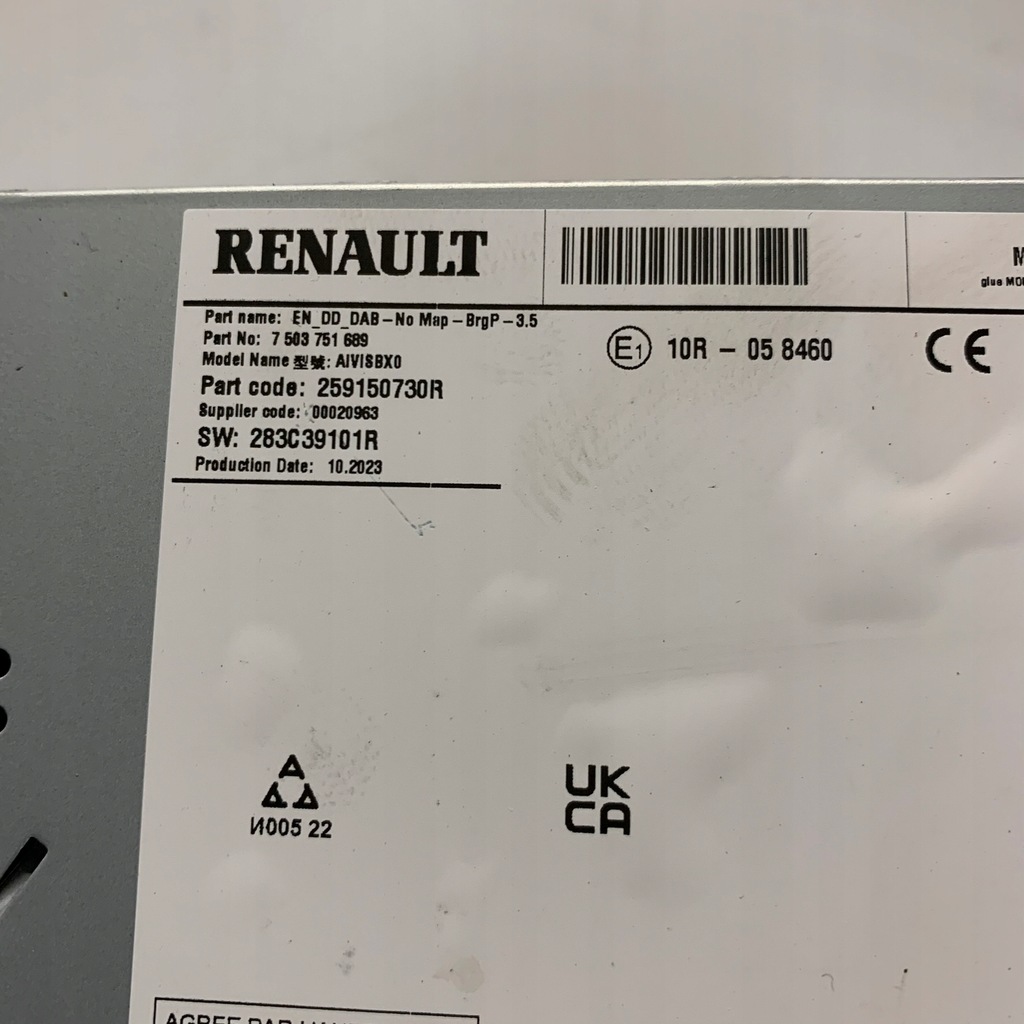 RENAULT
Part name: EN_DD_DAB-No Map-BrgP-3.5
Part No: 7 503 751 689
Model Name 型號: AIVISBX0
Part code: 259150730R
Supplier code: 00020963
SW: 283C39101R
Production Date: 10.2023
E1 10R - 05 8460
CE
glue
И005 22
UK
CA